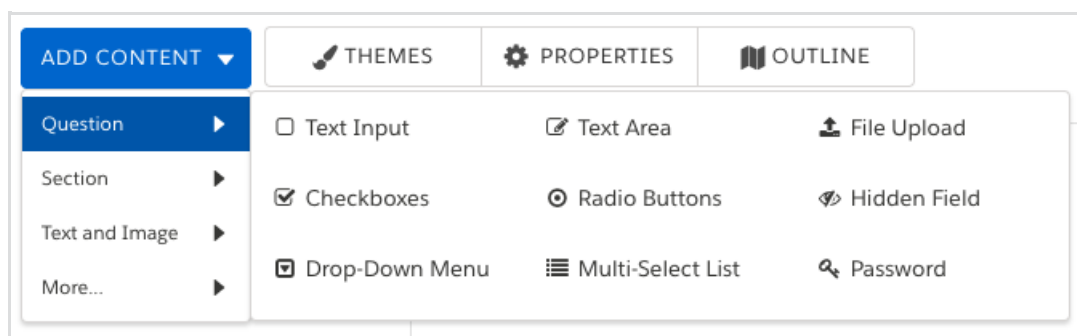 ADD CONTENT THEMES PROPERTIES OUTLINE
Question
Section
Text and Image
More...
Text Input Text Area File Upload
Checkboxes Radio Buttons Hidden Field
Drop-Down Menu Multi-Select List Password